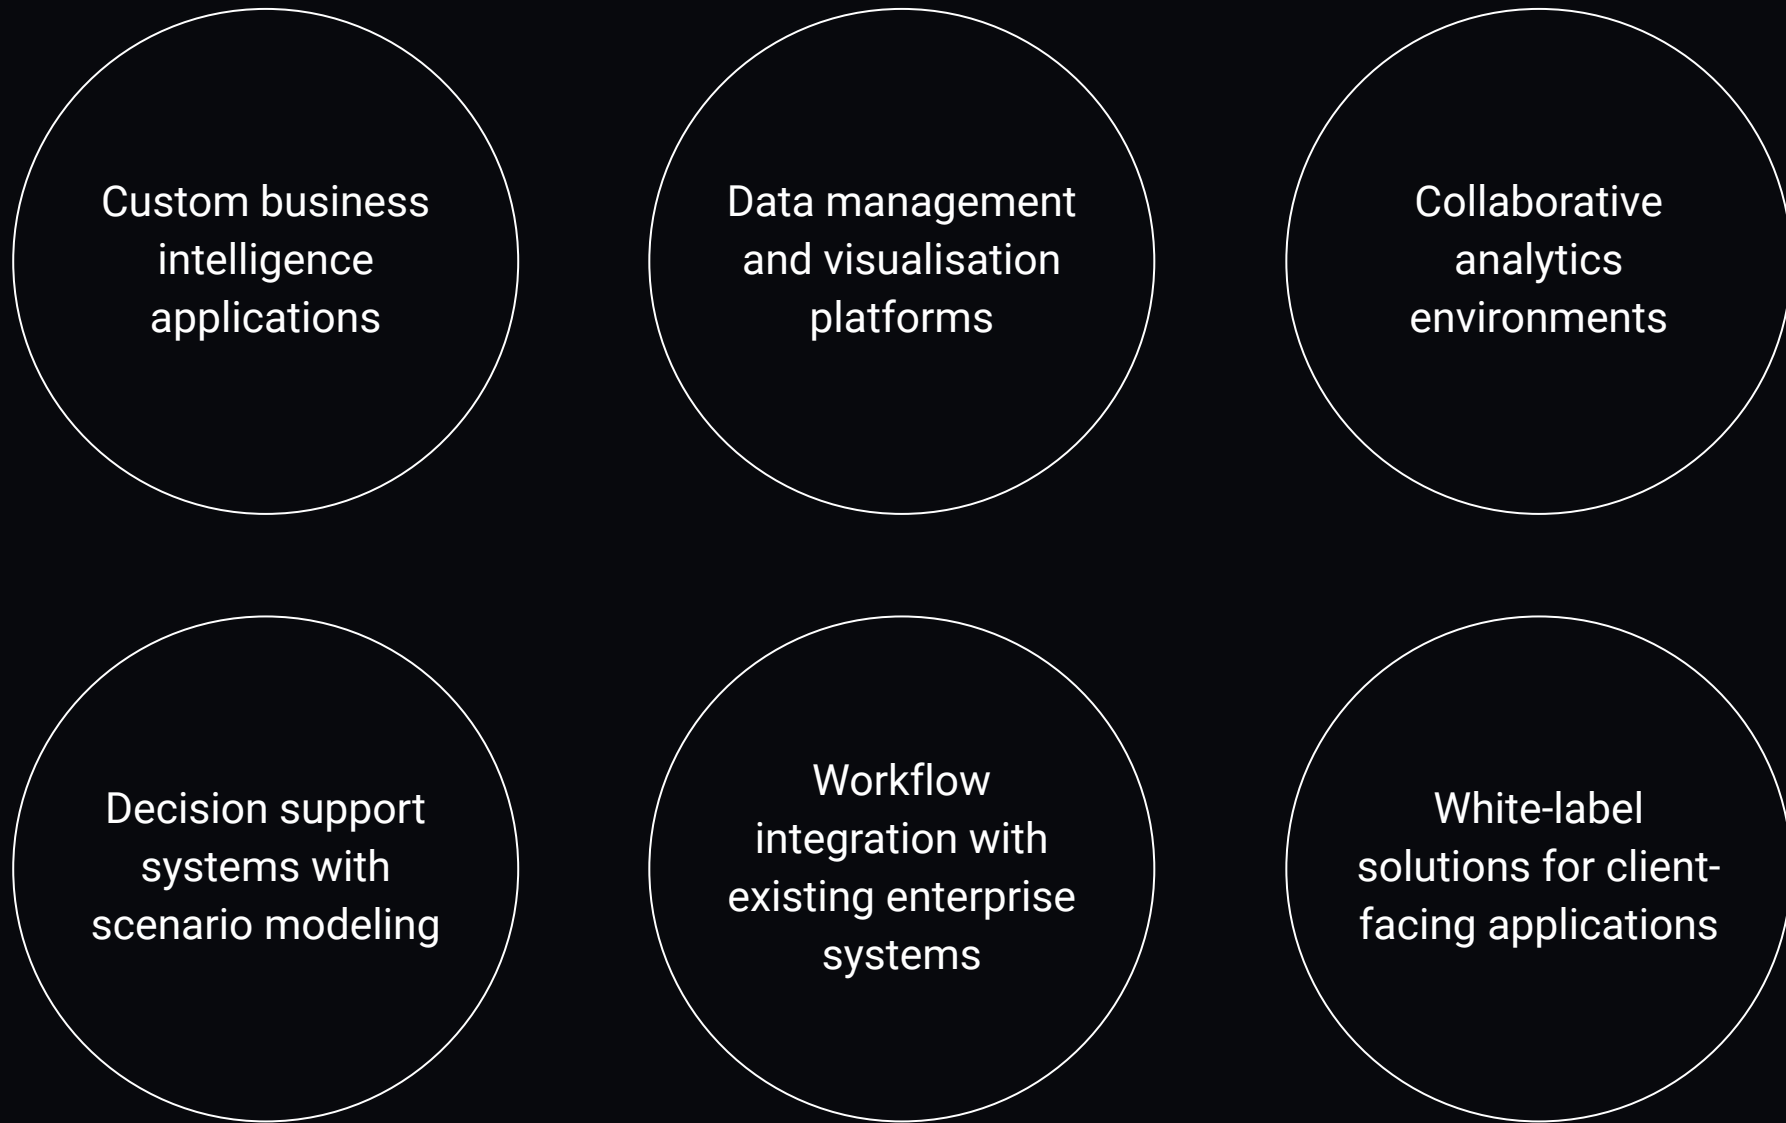 Custom business
intelligence
applications
Data management
and visualisation
platforms
Collaborative
analytics
environments
Decision support
systems with
scenario modeling
Workflow
integration with
existing enterprise
systems
White-label
solutions for client-
facing applications